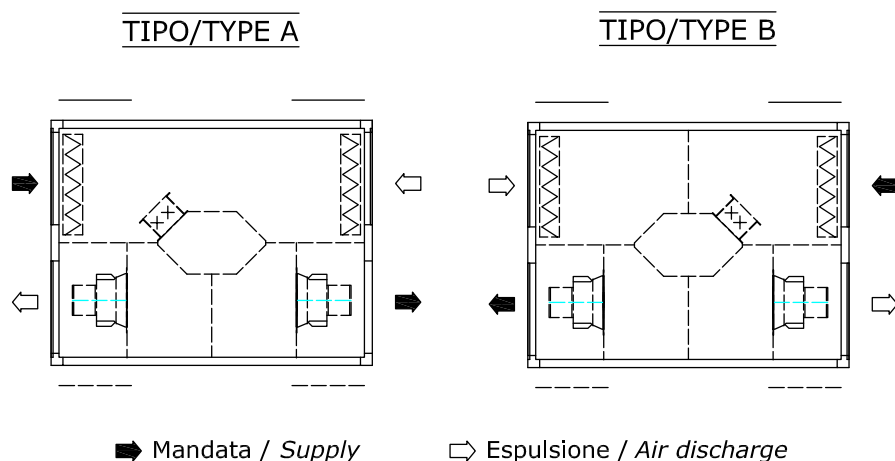 TIPO/TYPE A
TIPO/TYPE B
Mandata / Supply
Espulsione / Air discharge